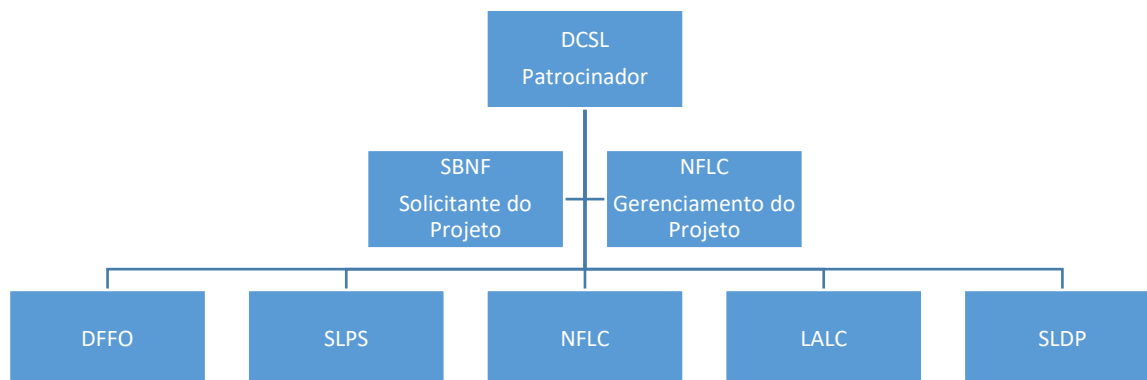 DCSL
Patrocinador
SBNF
Solicitante do
Projeto
NFLC
Gerenciamento do
Projeto
DFFO
SLPS
NFLC
LALC
SLDP